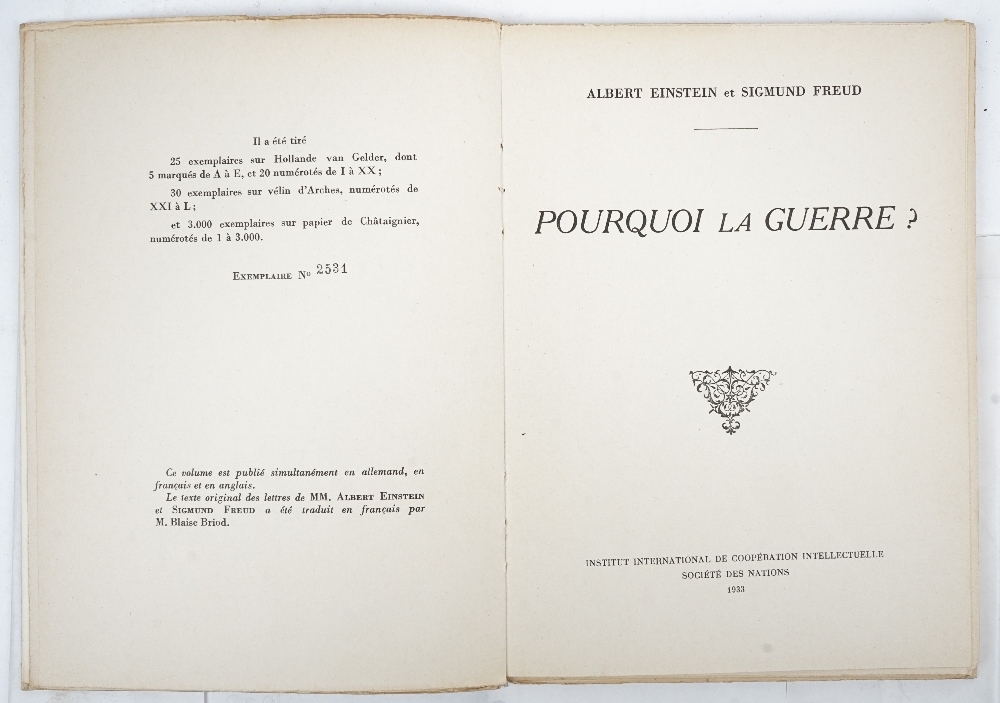 Il a été tiré
25 exemplaires sur Hollande van Gelder, dont
5 marqués de A à E, et 20 numérotés de I à XX ;
30 exemplaires sur vélin d'Arches, numérotés de
XXI à L ;
et 3.000 exemplaires sur papier de Châtaignier,
numérotés de 1 à 3.000.
EXEMPLAIRE Nº 2531
Ce volume est publié simultanément en allemand, en
français et en anglais.
Le texte original des lettres de MM. ALBERT EINSTEIN
et SIGMUND FREUD a été traduit en français par
M. Blaise Briod.
ALBERT EINSTEIN et SIGMUND FREUD
POURQUOI LA GUERRE ?
INSTITUT INTERNATIONAL DE COOPÉRATION INTELLECTUELLE
SOCIÉTÉ DES NATIONS
1933